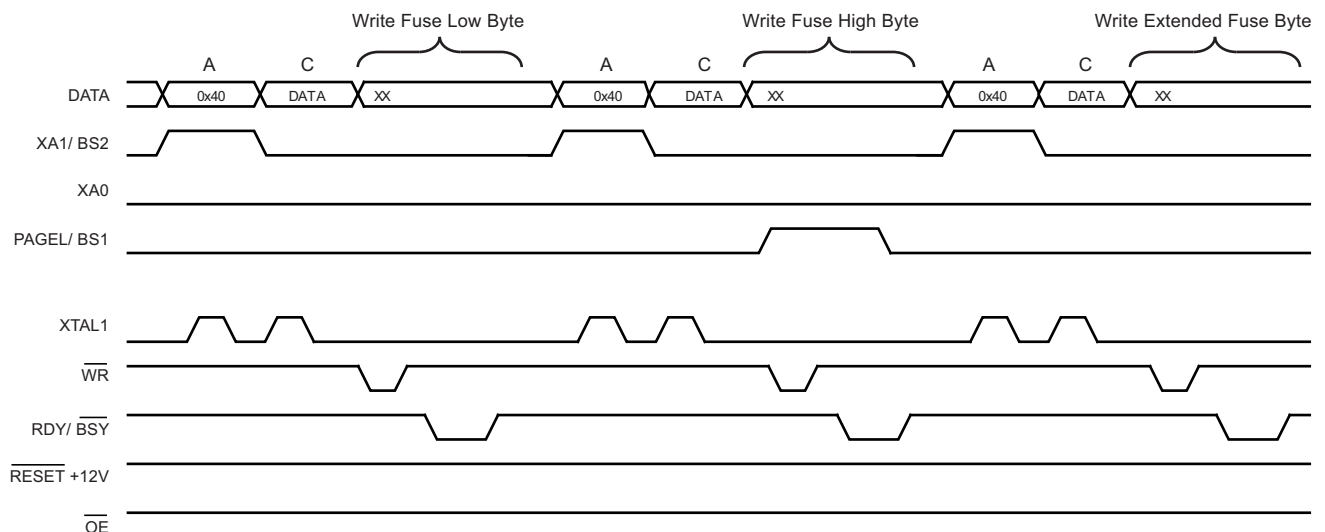 Write Fuse Low Byte Write Fuse High Byte Write Extended Fuse Byte
A C A C A C
DATA 0x40 DATA XX 0x40 DATA XX 0x40 DATA XX
XA1/ BS2
XA0
PAGEL/ BS1
XTAL1
WR
RDY/ BSY
RESET +12V
OE